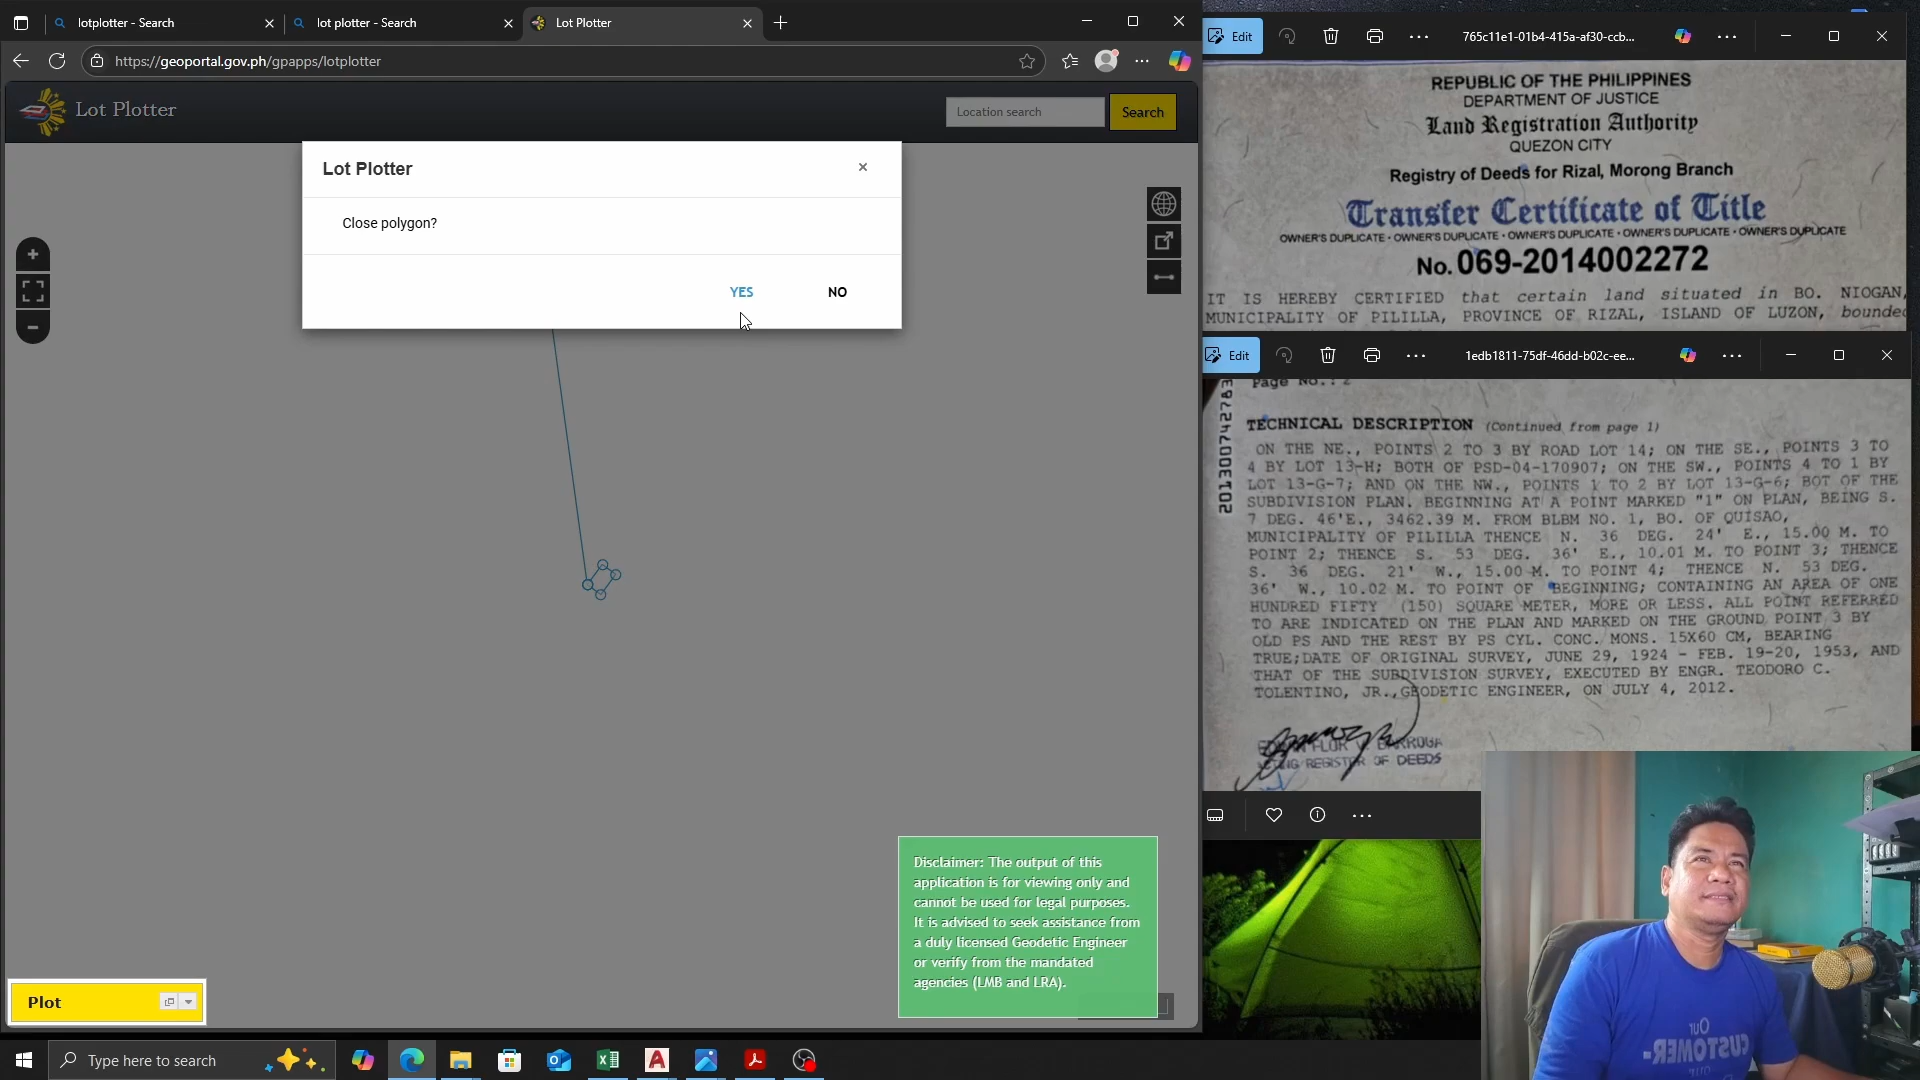 lotplotter - Search
lot plotter - Search
Lot Plotter
https://geoportal.gov.ph/gpapps/lotplotter
Lot Plotter
Location search
Search
Lot Plotter
×
Close polygon?
YES
NO
+
−
Disclaimer: The output of this
application is for viewing only and
cannot be used for legal purposes.
It is advised to seek assistance from
a duly licensed Geodetic Engineer
or verify from the mandated
agencies (LMB and LRA).
Plot
Edit
765c11e1-01b4-415a-af30-ccb...
REPUBLIC OF THE PHILIPPINES
DEPARTMENT OF JUSTICE
Land Registration Authority
QUEZON CITY
Registry of Deeds for Rizal, Morong Branch
Transfer Certificate of Title
OWNER'S DUPLICATE • OWNER'S DUPLICATE • OWNER'S DUPLICATE • OWNER'S DUPLICATE • OWNER'S DUPLICATE
No. 069-2014002272
IT IS HEREBY CERTIFIED that certain land situated in BO. NIOGAN,
MUNICIPALITY OF PILILLA, PROVINCE OF RIZAL, ISLAND OF LUZON, bounded
Edit
1edb1811-75df-46dd-b02c-ee...
Page No.: 2
201300742763
TECHNICAL DESCRIPTION (Continued from page 1)
ON THE NE., POINTS 2 TO 3 BY ROAD LOT 14; ON THE SE., POINTS 3 TO
4 BY LOT 13-H; BOTH OF PSD-04-170907; ON THE SW., POINTS 4 TO 1 BY
LOT 13-G-7; AND ON THE NW., POINTS 1 TO 2 BY LOT 13-G-6; BOT OF THE
SUBDIVISION PLAN. BEGINNING AT A POINT MARKED "1" ON PLAN, BEING S.
7 DEG. 46'E., 3462.39 M. FROM BLBM NO. 1, BO. OF QUISAO,
MUNICIPALITY OF PILILLA THENCE N. 36 DEG. 24' E., 15.00 M. TO
POINT 2; THENCE S. 53 DEG. 36' E., 10.01 M. TO POINT 3; THENCE
S. 36 DEG. 21' W., 15.00 M. TO POINT 4; THENCE N. 53 DEG.
36' W., 10.02 M. TO POINT OF BEGINNING; CONTAINING AN AREA OF ONE
HUNDRED FIFTY (150) SQUARE METER, MORE OR LESS. ALL POINT REFERRED
TO ARE INDICATED ON THE PLAN AND MARKED ON THE GROUND POINT 3 BY
OLD PS AND THE REST BY PS CYL. CONC. MONS. 15X60 CM, BEARING
TRUE;DATE OF ORIGINAL SURVEY, JUNE 29, 1924 - FEB. 19-20, 1953, AND
THAT OF THE SUBDIVISION SURVEY, EXECUTED BY ENGR. TEODORO C.
TOLENTINO, JR., GEODETIC ENGINEER, ON JULY 4, 2012.
REGISTER OF DEEDS
Our
CUSTOMER-
Type here to search